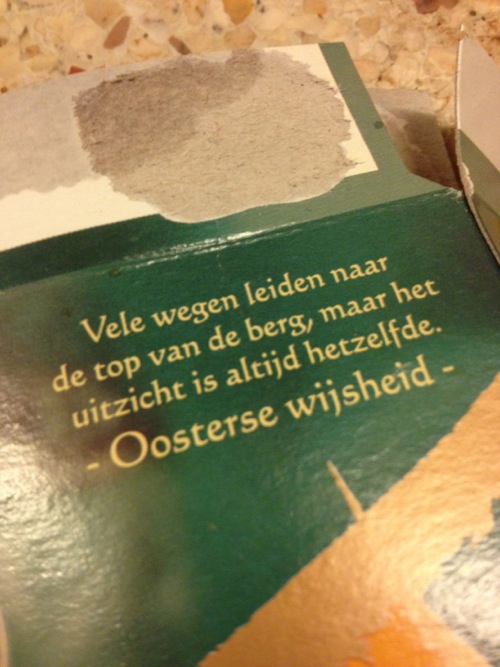 Vele wegen leiden naar
de top van de berg, maar het
uitzicht is altijd hetzelfde.
- Oosterse wijsheid -